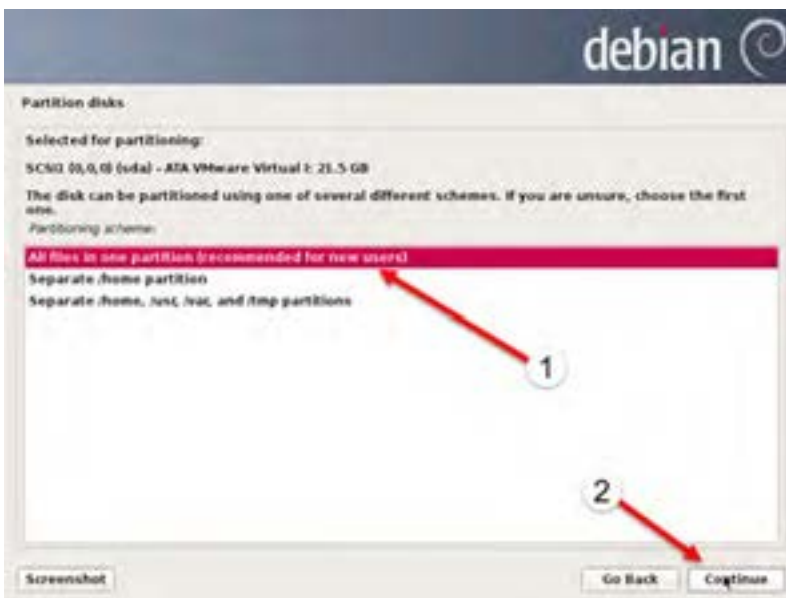 debian
Partition disks
Selected for partitioning:
SCSI1 (0,0,0) (sda) - ATA VMware Virtual I: 21.5 GB
The disk can be partitioned using one of several different schemes. If you are unsure, choose the first
one.
Partitioning scheme:
All files in one partition (recommended for new users)
Separate /home partition
Separate /home, /usr, /var, and /tmp partitions
1
2
Screenshot
Go Back
Continue